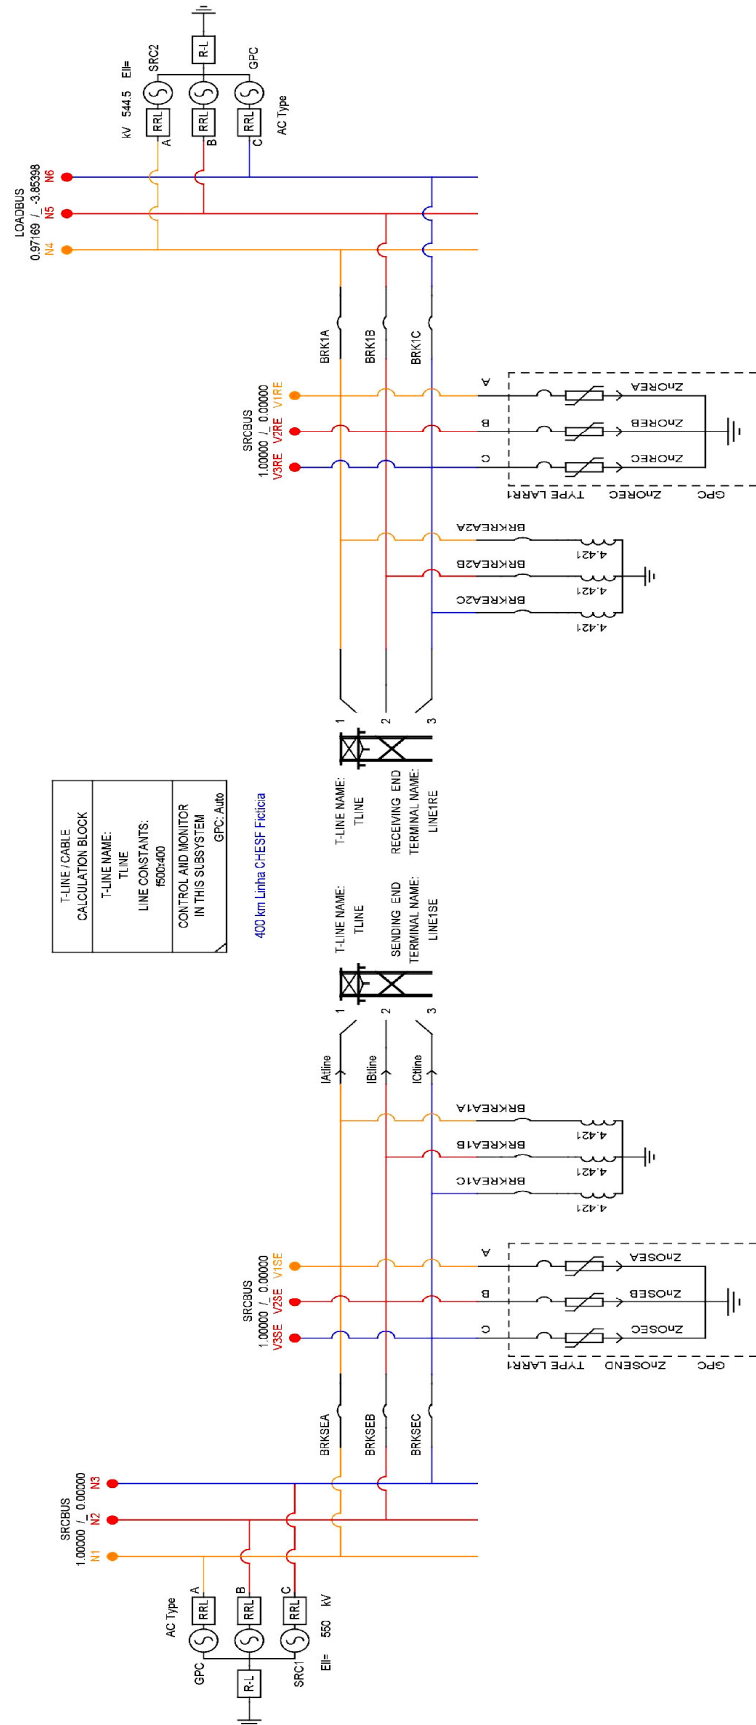 R-L
SRC2
GPC
RRL
RRL
RRL
A
B
C
kV 544.5 Ell=
AC Type
LOADBUS
0.97169 /_ -3.85398
N4
N5
N6
BRK1A
BRK1B
BRK1C
SRCBUS
1.00000 /_ 0.00000
V3RE
V2RE
V1RE
A
B
C
ZnOREA
ZnOREB
ZnOREC
TYPE LARR1
ZnOREC
GPC
BRKREA2A
BRKREA2B
BRKREA2C
4.421
4.421
4.421
1
2
3
T-LINE NAME:
TLINE
RECEIVING END
TERMINAL NAME:
LINE1RE
T-LINE / CABLE
CALCULATION BLOCK
T-LINE NAME:
TLINE
LINE CONSTANTS:
f500x400
CONTROL AND MONITOR
IN THIS SUBSYSTEM
GPC: Auto
400 km Linha CHESF Ficticia
T-LINE NAME:
TLINE
SENDING END
TERMINAL NAME:
LINE1SE
1
2
3
IAtline
IBtline
ICtline
BRKREA1A
BRKREA1B
BRKREA1C
4.421
4.421
4.421
SRCBUS
1.00000 /_ 0.00000
V3SE
V2SE
V1SE
A
B
C
ZnOSEA
ZnOSEB
ZnOSEC
TYPE LARR1
ZnOSEND
GPC
BRKSEA
BRKSEB
BRKSEC
SRCBUS
1.00000 /_ 0.00000
N1
N2
N3
AC Type
GPC
A
B
C
RRL
RRL
RRL
R-L
SRC1
Ell= 550 kV